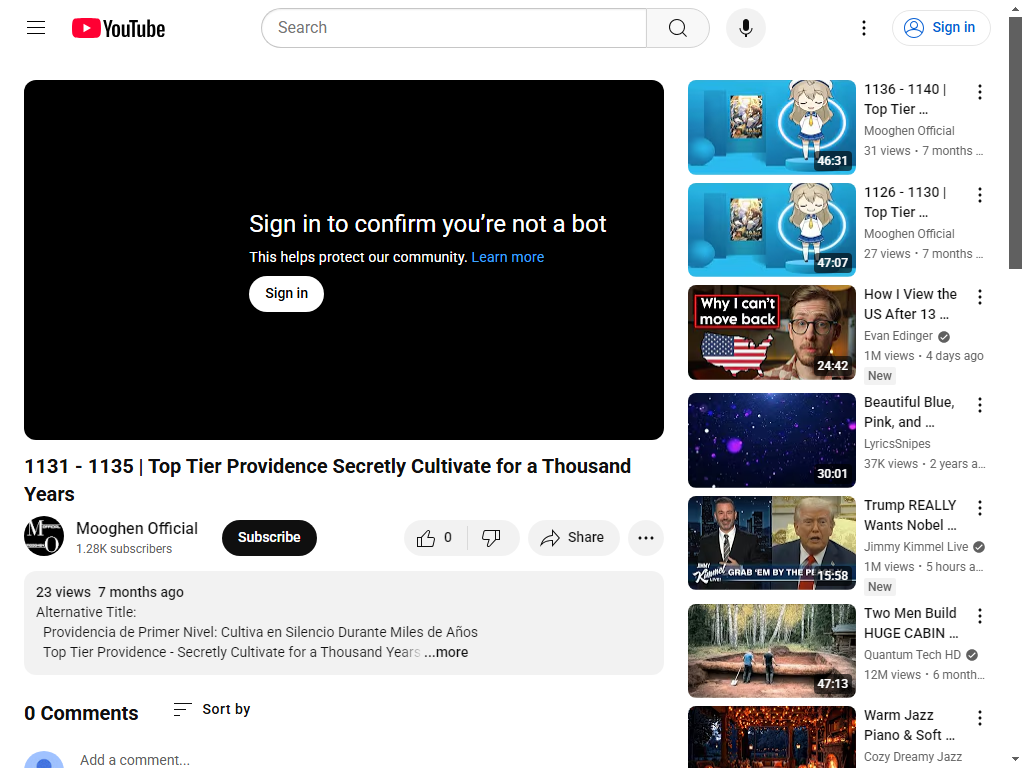 YouTube
Search
Sign in
Sign in to confirm you're not a bot
This helps protect our community. Learn more
Sign in
1131 - 1135 | Top Tier Providence Secretly Cultivate for a Thousand
Years
Mooghen Official
1.28K subscribers
Subscribe
0
Share
23 views 7 months ago
Alternative Title:
Providencia de Primer Nivel: Cultiva en Silencio Durante Miles de Años
Top Tier Providence - Secretly Cultivate for a Thousand Years ...more
0 Comments
Sort by
Add a comment...
46:31
1136 - 1140 |
Top Tier ...
Mooghen Official
31 views • 7 months ...
47:07
1126 - 1130 |
Top Tier ...
Mooghen Official
27 views • 7 months ...
Why I can't
move back
24:42
How I View the
US After 13 ...
Evan Edinger
1M views • 4 days ago
New
30:01
Beautiful Blue,
Pink, and ...
LyricsSnipes
37K views • 2 years a...
JIMMY
KIMMEL
LIVE!
GRAB 'EM BY THE
15:58
Trump REALLY
Wants Nobel ...
Jimmy Kimmel Live
1M views • 5 hours a...
New
47:13
Two Men Build
HUGE CABIN ...
Quantum Tech HD
12M views • 6 month...
Warm Jazz
Piano & Soft ...
Cozy Dreamy Jazz